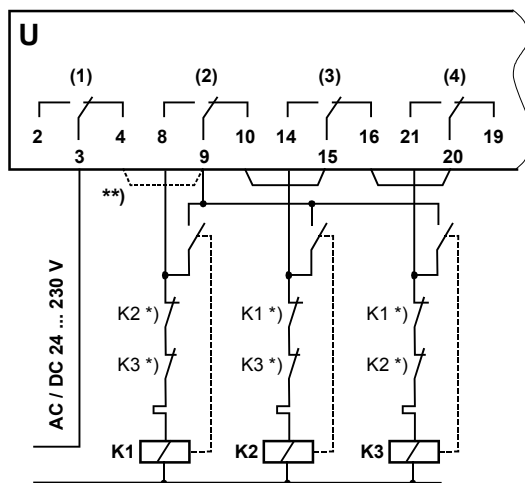 U
(1) (2) (3) (4)
2 4 8 10 14 16 21 19
3 9 15 20
**)
AC / DC 24 ... 230 V
K2 *) K1 *) K1 *)
K3 *) K3 *) K2 *)
K1 K2 K3